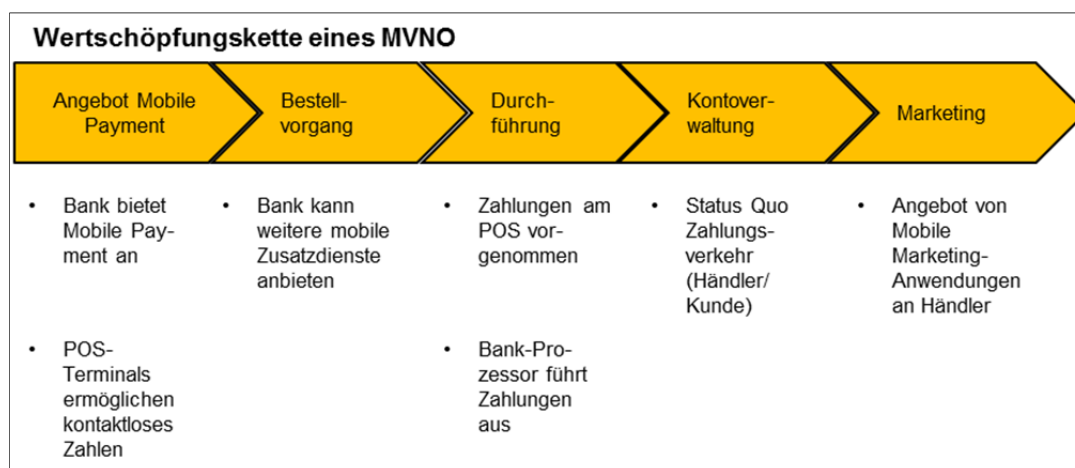 Wertschöpfungskette eines MVNO
Angebot Mobile
Payment
Bestell-
vorgang
Durch-
führung
Kontover-
waltung
Marketing
• Bank bietet
Mobile Pay-
ment an
• POS-
Terminals
ermöglichen
kontaktloses
Zahlen
• Bank kann
weitere mobile
Zusatzdienste
anbieten
• Zahlungen am
POS vor-
genommen
• Bank-Pro-
zessor führt
Zahlungen
aus
• Status Quo
Zahlungs-
verkehr
(Händler/
Kunde)
• Angebot von
Mobile
Marketing-
Anwendungen
an Händler